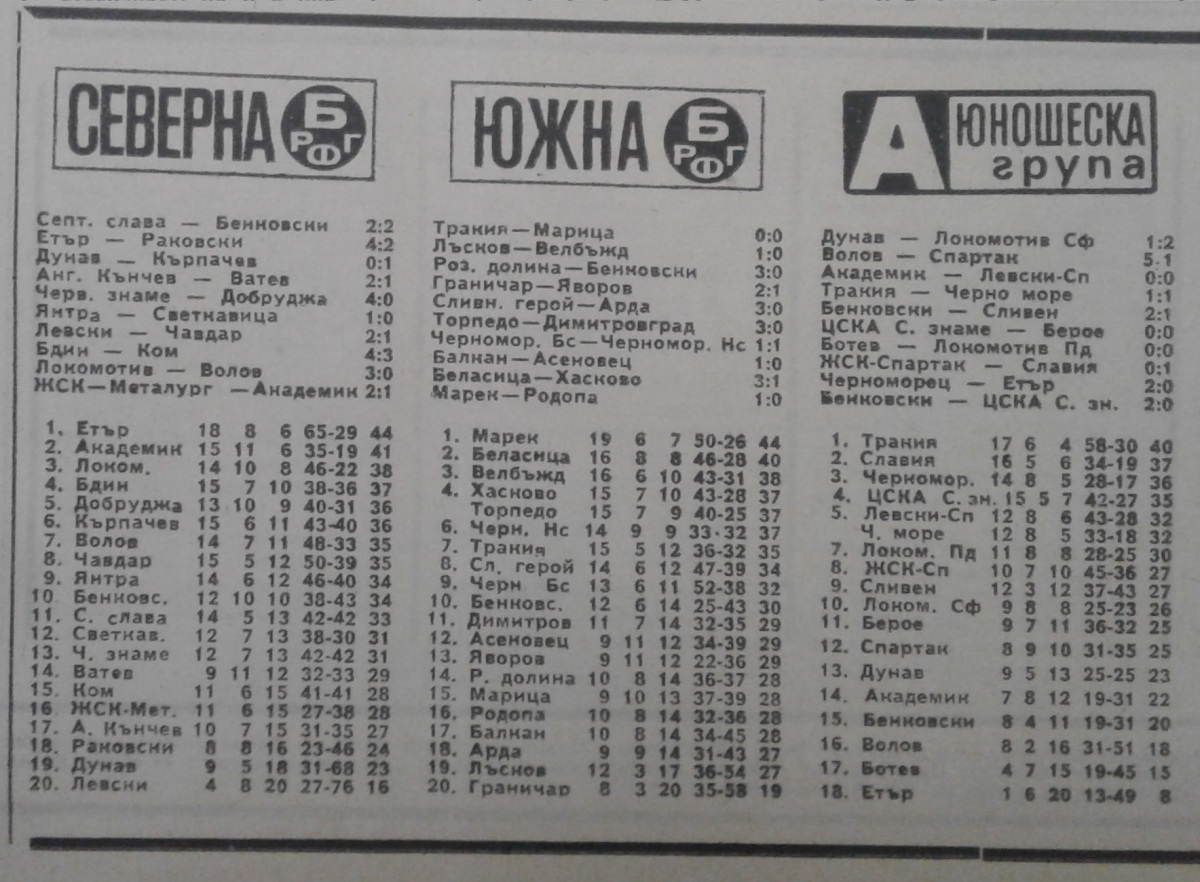 СЕВЕРНА БРФГ
Септ. слава — Бенковски 2:2
Етър — Раковски 4:2
Дунав — Кърпачев 0:1
Анг. Кънчев — Ватев 2:1
Черв. знаме — Добруджа 4:0
Янтра — Светкавица 1:0
Левски — Чавдар 2:1
Бдин — Ком 4:3
Локомотив — Волов 3:0
ЖСК—Металург —Академик 2:1
1. Етър 18 8 6 65-29 44
2. Академик 15 11 6 35-19 41
3. Локом. 14 10 8 46-22 38
4. Бдин 15 7 10 38-36 37
5. Добруджа 13 10 9 40-31 36
6. Кърпачев 15 6 11 43-40 36
7. Волов 14 7 11 48-33 35
8. Чавдар 15 5 12 50-39 35
9. Янтра 14 6 12 46-40 34
10. Бенковс. 12 10 10 38-43 34
11. С. слава 14 5 13 42-42 33
12. Светкав. 12 7 13 38-30 31
13. Ч. знаме 12 7 13 42-42 31
14. Ватев 9 11 12 32-33 29
15. Ком 11 6 15 41-41 28
16. ЖСК-Мет. 11 6 15 27-38 28
17. А. Кънчев 10 7 15 31-35 27
18. Раковски 8 8 16 23-46 24
19. Дунав 9 5 18 31-68 23
20. Левски 4 8 20 27-76 16
ЮЖНА БРФГ
Тракия—Марица 0:0
Лъсков—Велбъжд 1:0
Роз. долина—Бенковски 3:0
Граничар—Яворов 2:1
Сливн. герой—Арда 3:0
Торпедо—Димитровград 3:0
Черномор. Бс—Черномор. Нс 1:1
Балкан—Асеновец 1:0
Беласица—Хасково 3:1
Марек—Родопа 1:0
1. Марек 19 6 7 50-26 44
2. Беласица 16 8 8 46-28 40
3. Велбъжд 16 6 10 43-31 38
4. Хасково 15 7 10 43-28 37
Торпедо 15 7 9 40-25 37
6. Черн. Нс 14 9 9 33-32 37
7. Тракия 15 5 12 36-32 35
8. Сл. герой 14 6 12 47-39 34
9. Черн Бс 13 6 11 52-38 32
10. Бенковс. 12 6 14 25-43 30
11. Димитров 11 7 14 32-35 29
12. Асеновец 9 11 12 34-39 29
13. Яворов 9 11 12 22-36 29
14. Р. долина 10 8 14 36-37 28
15. Марица 9 10 13 37-39 28
16. Родопа 10 8 14 32-36 28
17. Балкан 10 8 14 34-45 28
18. Арда 9 9 14 31-43 27
19. Лъсков 12 3 17 36-54 27
20. Граничар 8 3 20 35-58 19
А ЮНОШЕСКА
група
Дунав — Локомотив Сф 1:2
Волов — Спартак 5.1
Академик — Левски-Сп 0:0
Тракия — Черно море 1:1
Бенковски — Сливен 2:1
ЦСКА С. знаме — Берое 0:0
Ботев — Локомотив Пд 0:0
ЖСК-Спартак — Славия 0:1
Черноморец — Етър 2:0
Бенковски — ЦСКА С. зн. 2:0
1. Тракия 17 6 4 58-30 40
2. Славия 16 5 6 34-19 37
3. Черномор. 14 8 5 28-17 36
4. ЦСКА С. зн. 15 5 7 42-27 35
5. Левски-Сп 12 8 6 43-28 32
Ч. море 12 8 5 33-18 32
7. Локом. Пд 11 8 8 28-25 30
8. ЖСК-Сп 10 7 10 45-36 27
9. Сливен 12 3 12 37-43 27
10. Локом. Сф 9 8 8 25-23 26
11. Берое 9 7 11 36-32 25
12. Спартак 8 9 10 31-35 25
13. Дунав 9 5 13 25-25 23
14. Академик 7 8 12 19-31 22
15. Бенковски 8 4 11 19-31 20
16. Волов 8 2 16 31-51 18
17. Ботев 4 7 15 19-45 15
18. Етър 1 6 20 13-49 8